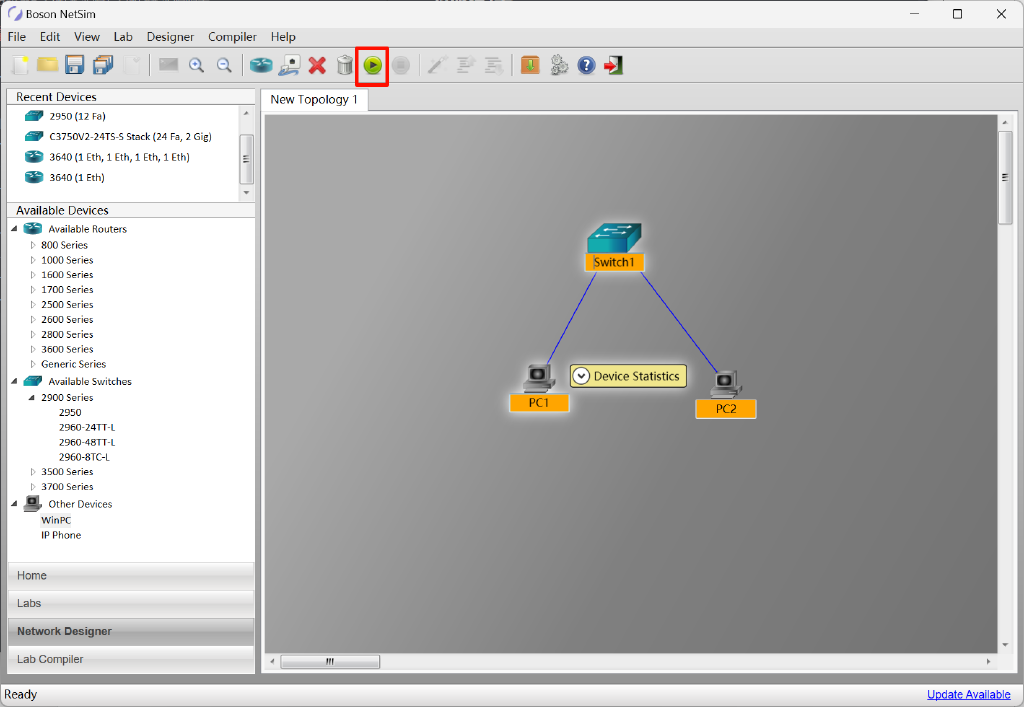 Boson NetSim
File Edit View Lab Designer Compiler Help
Recent Devices
2950 (12 Fa)
C3750V2-24TS-S Stack (24 Fa, 2 Gig)
3640 (1 Eth, 1 Eth, 1 Eth, 1 Eth)
3640 (1 Eth)
Available Devices
Available Routers
800 Series
1000 Series
1600 Series
1700 Series
2500 Series
2600 Series
2800 Series
3600 Series
Generic Series
Available Switches
2900 Series
2950
2960-24TT-L
2960-48TT-L
2960-8TC-L
3500 Series
3700 Series
Other Devices
WinPC
IP Phone
Home
Labs
Network Designer
Lab Compiler
New Topology 1
Switch1
Device Statistics
PC1
PC2
Ready
Update Available